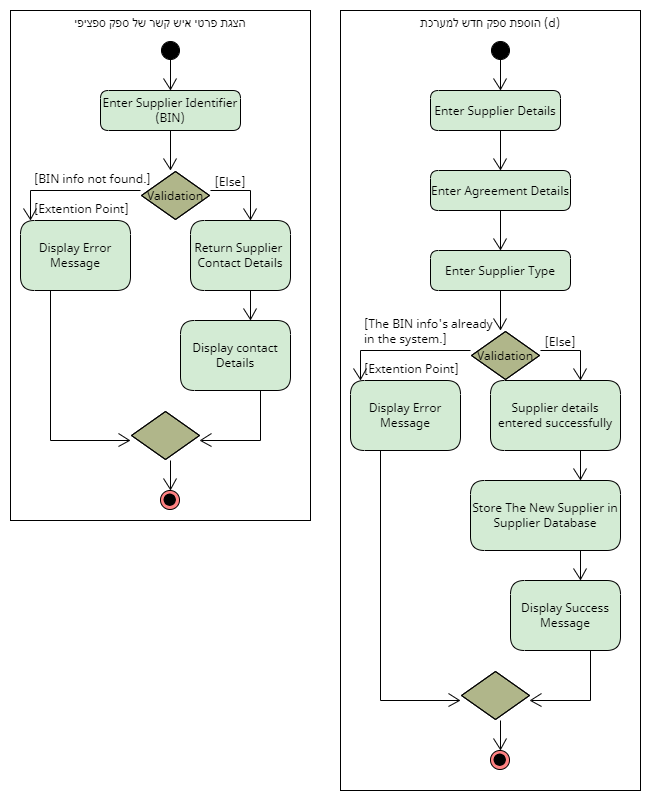 הצגת פרטי איש קשר של ספק ספציפי
Enter Supplier Identifier
(BIN)
[BIN info not found.]
Validation
[Else]
[Extention Point]
Display Error
Message
Return Supplier
Contact Details
Display contact
Details
(d) הוספת ספק חדש למערכת
Enter Supplier Details
Enter Agreement Details
Enter Supplier Type
[The BIN info's already
in the system.]
Validation
[Else]
[Extention Point]
Display Error
Message
Supplier details
entered successfully
Store The New Supplier in
Supplier Database
Display Success
Message